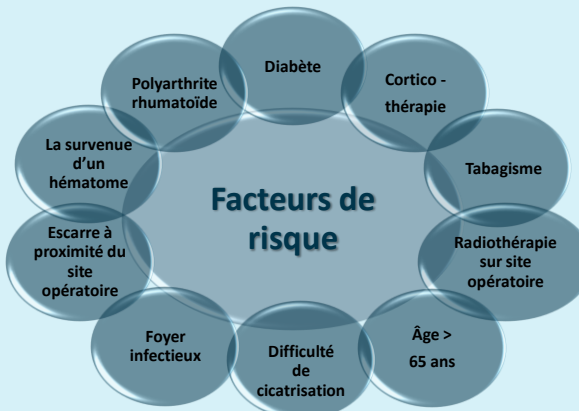 Facteurs de
risque
Diabète
Cortico -
thérapie
Tabagisme
Radiothérapie
sur site
opératoire
Âge >
65 ans
Difficulté
de
cicatrisation
Foyer
infectieux
Escarre à
proximité du
site
opératoire
La survenue
d'un
hématome
Polyarthrite
rhumatoïde